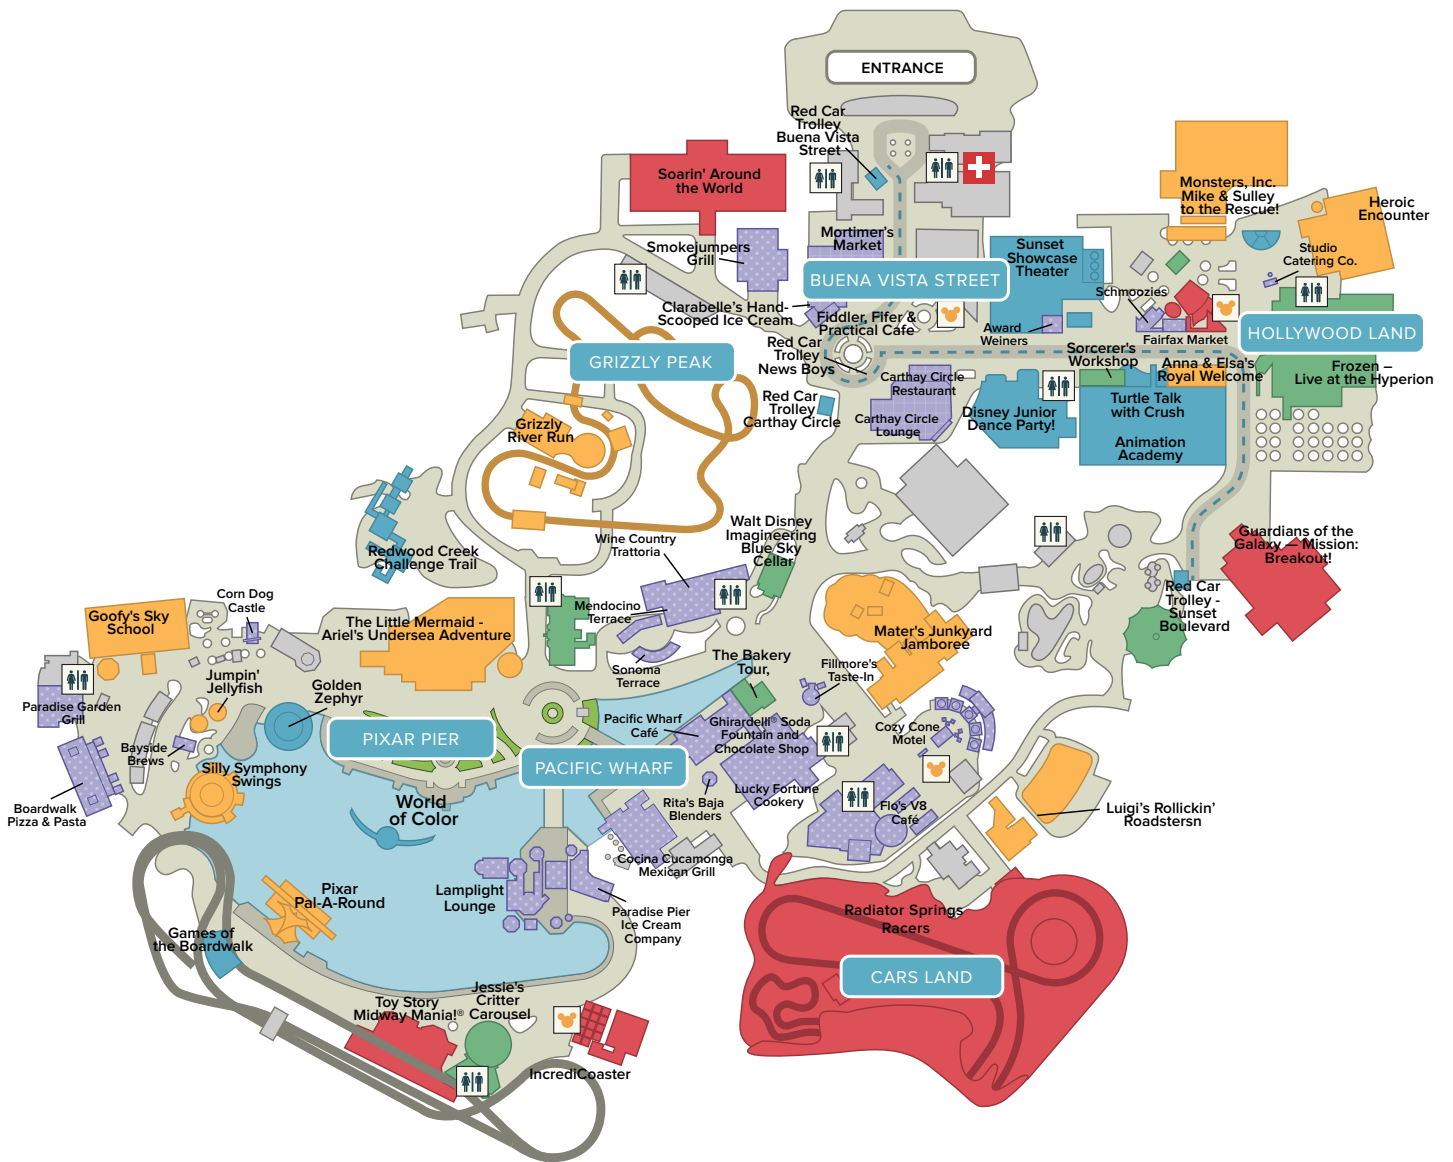 ENTRANCE
Red Car
Trolley
Buena Vista
Street
Soarin' Around
the World
Monsters, Inc.
Mike & Sulley
to the Rescue!
Heroic
Encounter
Smokejumpers
Grill
Mortimer's
Market
Sunset
Showcase
Theater
Studio
Catering Co.
BUENA VISTA STREET
Schmoozies
Clarabelle's Hand-
Scooped Ice Cream
Fiddler, Fifer &
Practical Cafe
Award
Weiners
Fairfax Market
HOLLYWOOD LAND
Red Car
Trolley
News Boys
Sorcerer's
Workshop
Anna & Elsa's
Royal Welcome
Frozen –
Live at the Hyperion
GRIZZLY PEAK
Carthay Circle
Restaurant
Red Car
Trolley
Carthay Circle
Carthay Circle
Lounge
Disney Junior
Dance Party!
Turtle Talk
with Crush
Animation
Academy
Grizzly
River Run
Redwood Creek
Challenge Trail
Wine Country
Trattoria
Walt Disney
Imagineering
Blue Sky
Cellar
Guardians of the
Galaxy – Mission:
Breakout!
Red Car
Trolley -
Sunset
Boulevard
Corn Dog
Castle
Goofy's Sky
School
The Little Mermaid -
Ariel's Undersea Adventure
Mendocino
Terrace
Sonoma
Terrace
Mater's Junkyard
Jamboree
The Bakery
Tour,
Fillmore's
Taste-In
Jumpin'
Jellyfish
Golden
Zephyr
Paradise Garden
Grill
Pacific Wharf
Café
Ghirardelli® Soda
Fountain and
Chocolate Shop
Cozy Cone
Motel
PIXAR PIER
PACIFIC WHARF
Bayside
Brews
Silly Symphony
Swings
Boardwalk
Pizza & Pasta
World
of Color
Rita's Baja
Blenders
Lucky Fortune
Cookery
Flo's V8
Café
Luigi's Rollickin'
Roadstersn
Cocina Cucamonga
Mexican Grill
Pixar
Pal-A-Round
Lamplight
Lounge
Paradise Pier
Ice Cream
Company
Games of
the Boardwalk
Radiator Springs
Racers
CARS LAND
Toy Story
Midway Mania!®
Jessie's
Critter
Carousel
IncrediCoaster